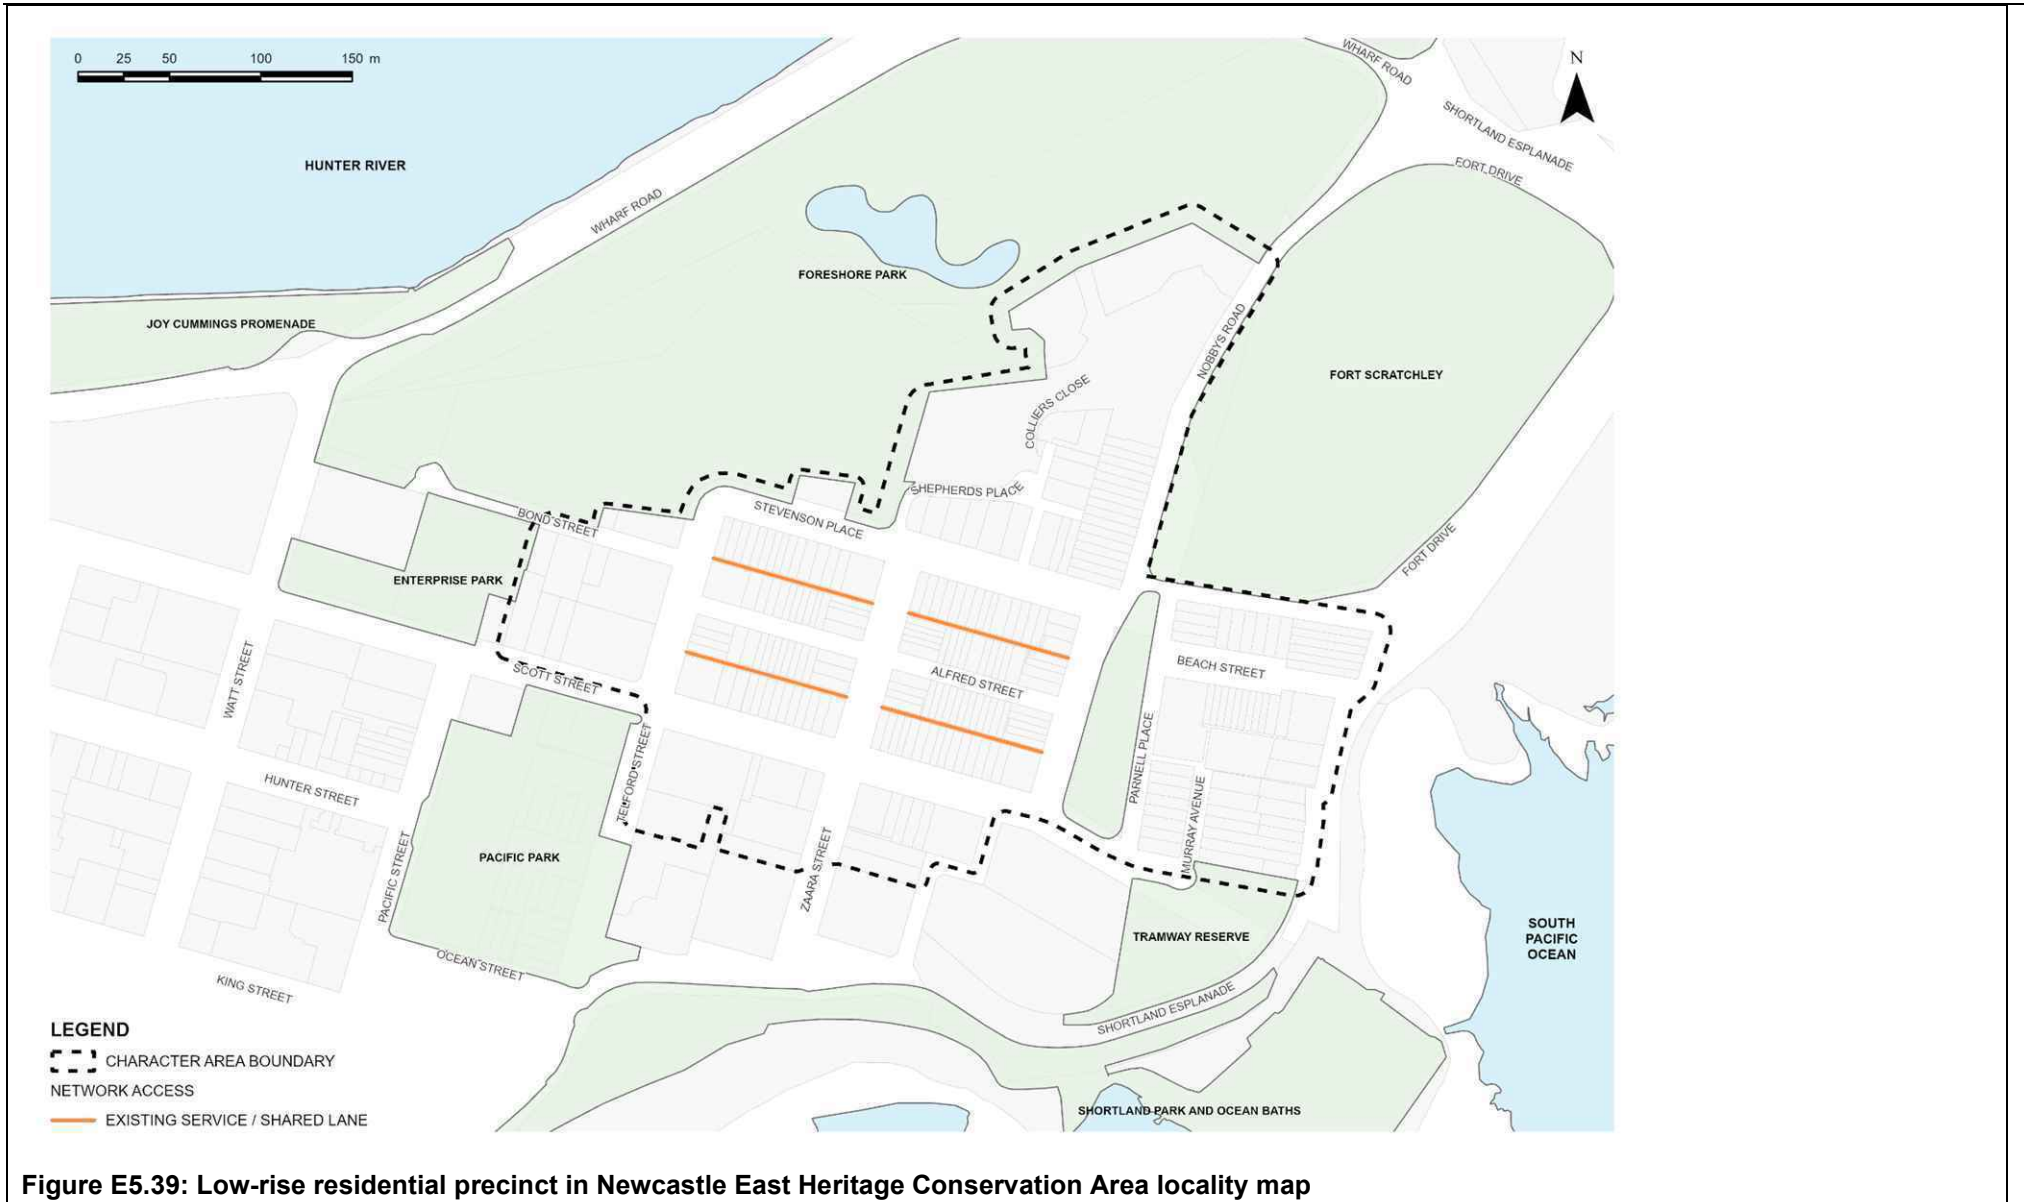 0 25 50 100 150 m
N
WHARF ROAD
SHORTLAND ESPLANADE
FORT DRIVE
HUNTER RIVER
WHARF ROAD
FORESHORE PARK
JOY CUMMINGS PROMENADE
NOBBYS ROAD
FORT SCRATCHLEY
COLLIERS CLOSE
SHEPHERDS PLACE
STEVENSON PLACE
BOND STREET
FORT DRIVE
ENTERPRISE PARK
WATT STREET
SCOTT STREET
ALFRED STREET
BEACH STREET
PARNELL PLACE
TELFORD STREET
HUNTER STREET
MURRAY AVENUE
PACIFIC STREET
PACIFIC PARK
ZAARA STREET
TRAMWAY RESERVE
SOUTH
PACIFIC
OCEAN
OCEAN STREET
KING STREET
SHORTLAND ESPLANADE
SHORTLAND PARK AND OCEAN BATHS
LEGEND
CHARACTER AREA BOUNDARY
NETWORK ACCESS
EXISTING SERVICE / SHARED LANE
Figure E5.39: Low-rise residential precinct in Newcastle East Heritage Conservation Area locality map